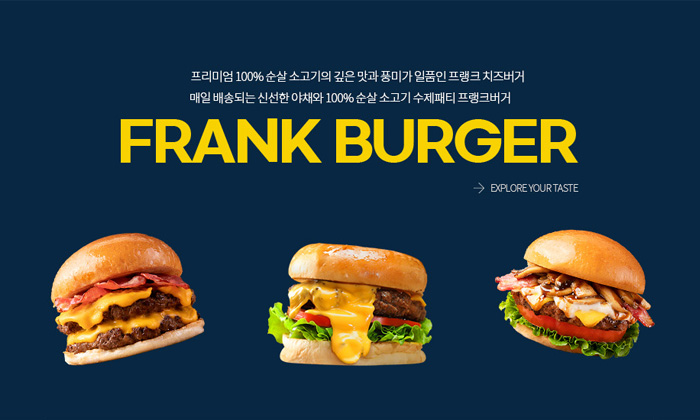 프리미엄 100% 순살 소고기의 깊은 맛과 풍미가 일품인 프랭크 치즈버거
매일 배송되는 신선한 야채와 100% 순살 소고기 수제패티 프랭크버거
FRANK BURGER
→ EXPLORE YOUR TASTE